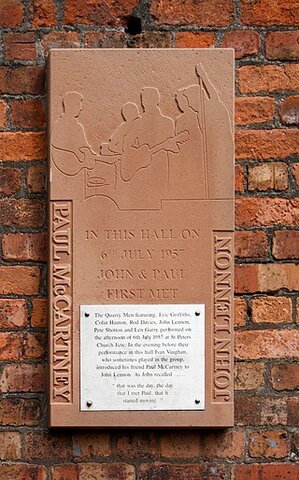 IN THIS HALL ON
6TH JULY 1957
JOHN & PAUL
FIRST MET
PAUL McCARTNEY
JOHN LENNON
The Quarry Men featuring, Eric Griffiths,
Colin Hanton, Rod Davies, John Lennon,
Pete Shotton and Len Garry performed on
the afternoon of 6th July 1957 at St Peters
Church Fete. In the evening before their
performance in this hall Ivan Vaughan,
who sometimes played in the group,
introduced his friend Paul McCartney to
John Lennon. As John recalled ....
" that was the day, the day
that I met Paul, that it
started moving. "